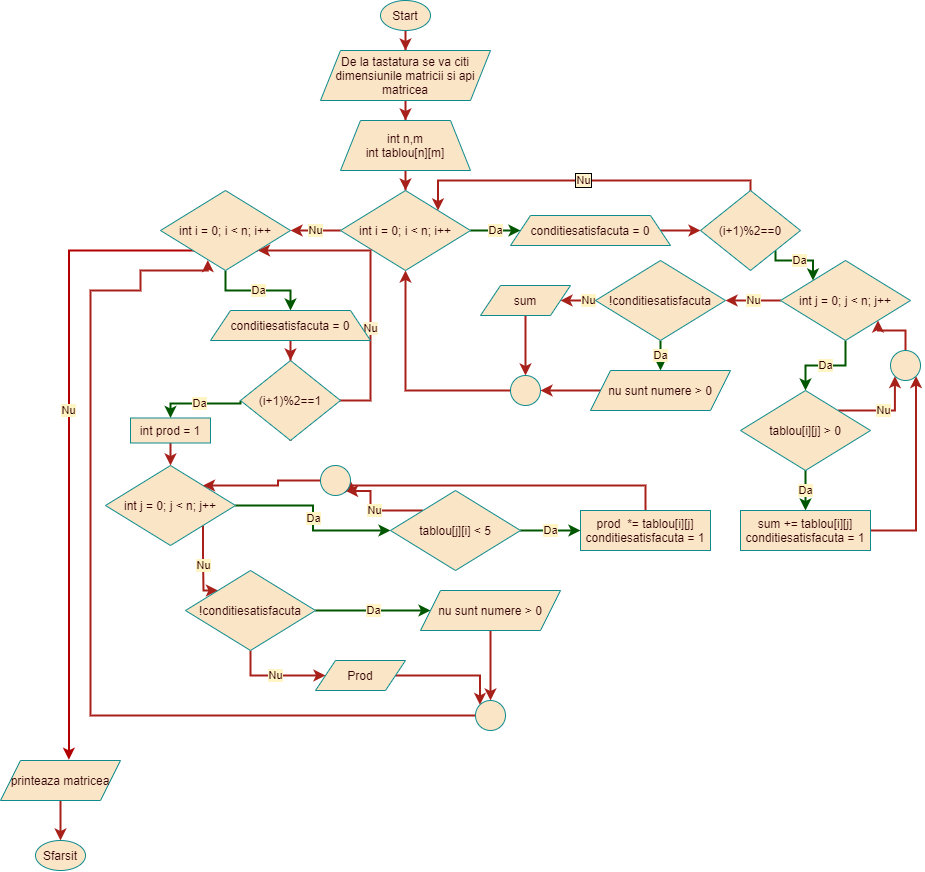 Start
De la tastatura se va citi
dimensiunile matricii si api
matricea
int n,m
int tablou[n][m]
Nu
int i = 0; i < n; i++
Nu
int i = 0; i < n; i++
Da
conditiesatisfacuta = 0
(i+1)%2==0
Da
sum
Nu
!conditiesatisfacuta
Nu
int j = 0; j < n; j++
Da
conditiesatisfacuta = 0
Nu
Da
nu sunt numere > 0
Da
Nu
Da
(i+1)%2==1
int prod = 1
tablou[i][j] > 0
Nu
Da
int j = 0; j < n; j++
Da
Nu
tablou[j][i] < 5
Da
prod  *= tablou[i][j]
conditiesatisfacuta = 1
sum += tablou[i][j]
conditiesatisfacuta = 1
Nu
!conditiesatisfacuta
Da
nu sunt numere > 0
Nu
Prod
printeaza matricea
Sfarsit